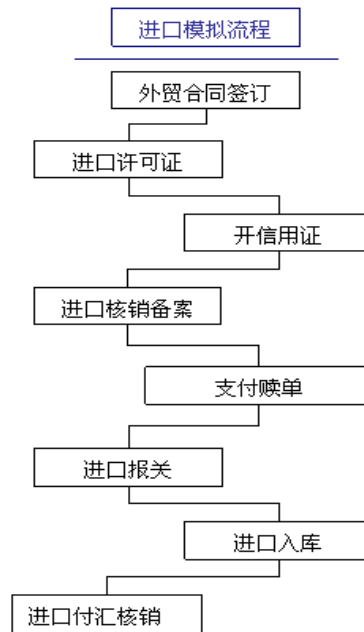 进口模拟流程
外贸合同签订
进口许可证
开信用证
进口核销备案
支付赎单
进口报关
进口入库
进口付汇核销